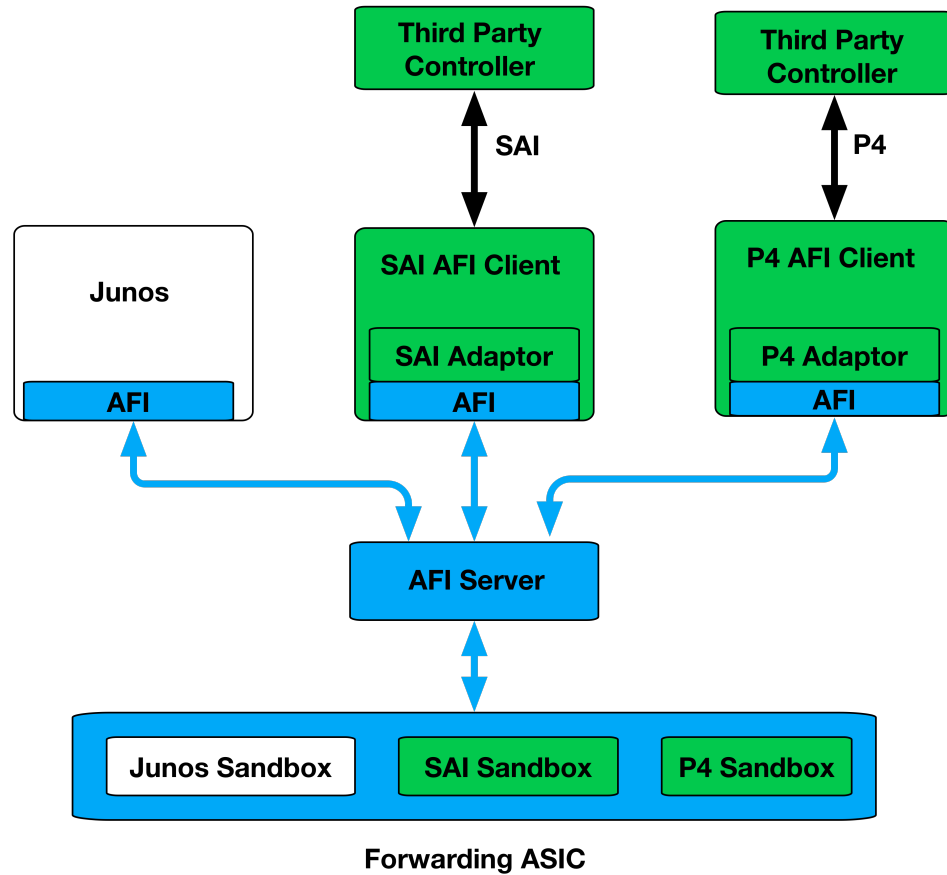 Third Party
Controller
Third Party
Controller
SAI
P4
Junos
SAI AFI Client
P4 AFI Client
SAI Adaptor
P4 Adaptor
AFI
AFI
AFI
AFI Server
Junos Sandbox
SAI Sandbox
P4 Sandbox
Forwarding ASIC